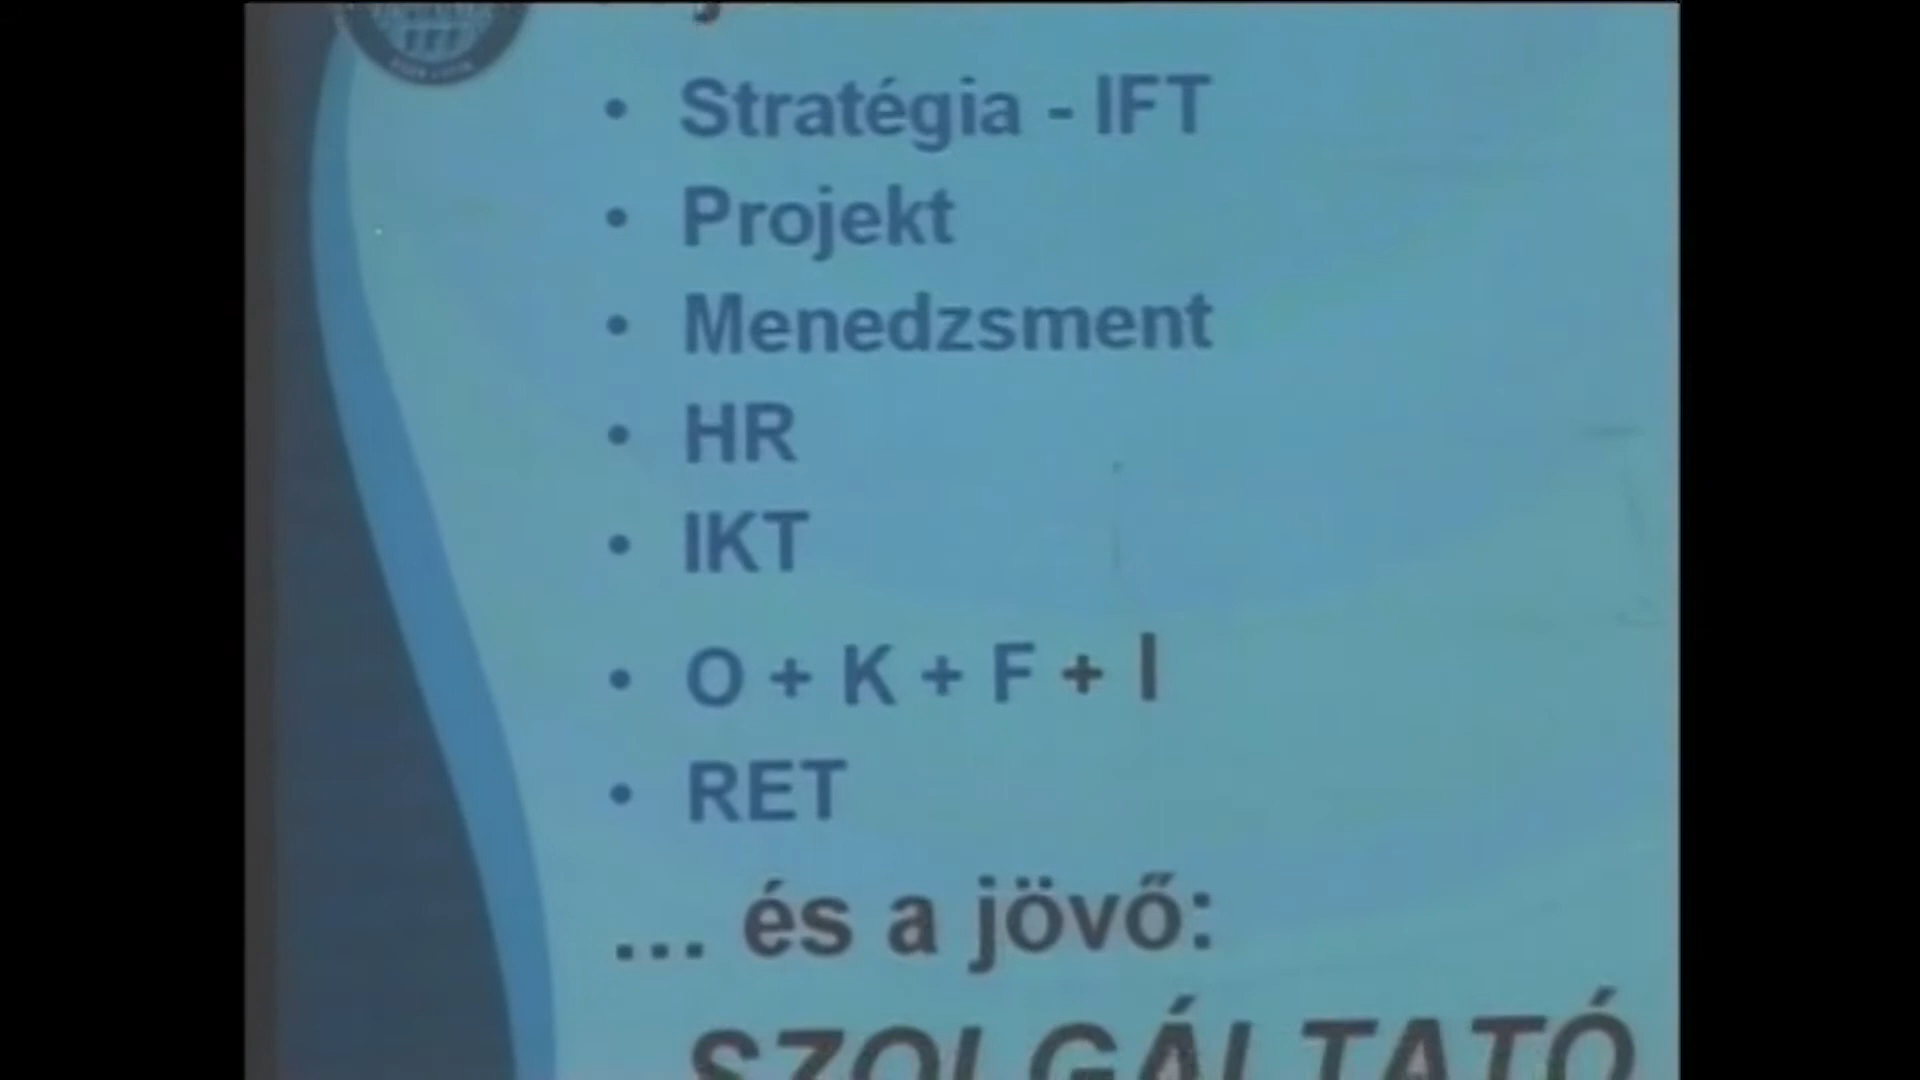 • Stratégia - IFT
• Projekt
• Menedzsment
• HR
• IKT
• O + K + F + I
• RET
... és a jövő:
SZOLGÁLTATÓ